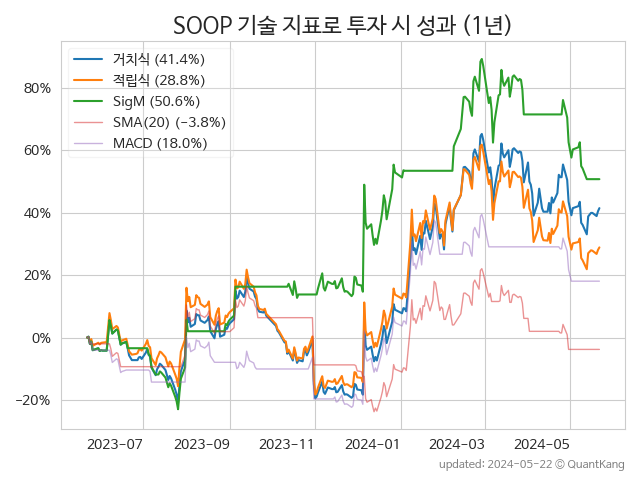 SOOP 기술 지표로 투자 시 성과 (1년)
거치식 (41.4%)
적립식 (28.8%)
SigM (50.6%)
SMA(20) (−3.8%)
MACD (18.0%)
80%
60%
40%
20%
0%
−20%
2023-07 2023-09 2023-11 2024-01 2024-03 2024-05
updated: 2024-05-22 © QuantKang